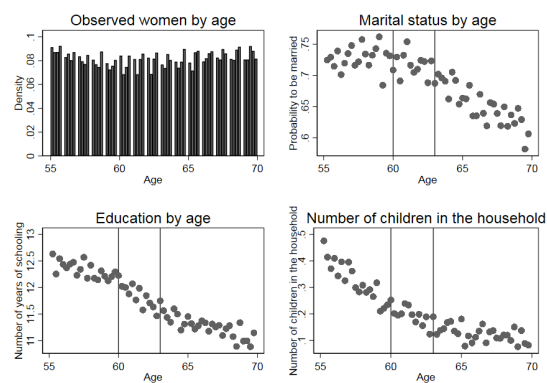 Observed women by age
Density
0 .02 .04 .06 .08 .1
55 60 65 70
Age
Marital status by age
Probability to be married
.6 .65 .7 .75
55 60 65 70
Age
Education by age
Number of years of schooling
11 11.5 12 12.5 13
55 60 65 70
Age
Number of children in the household
Number of children in the household
.1 .2 .3 .4 .5
55 60 65 70
Age